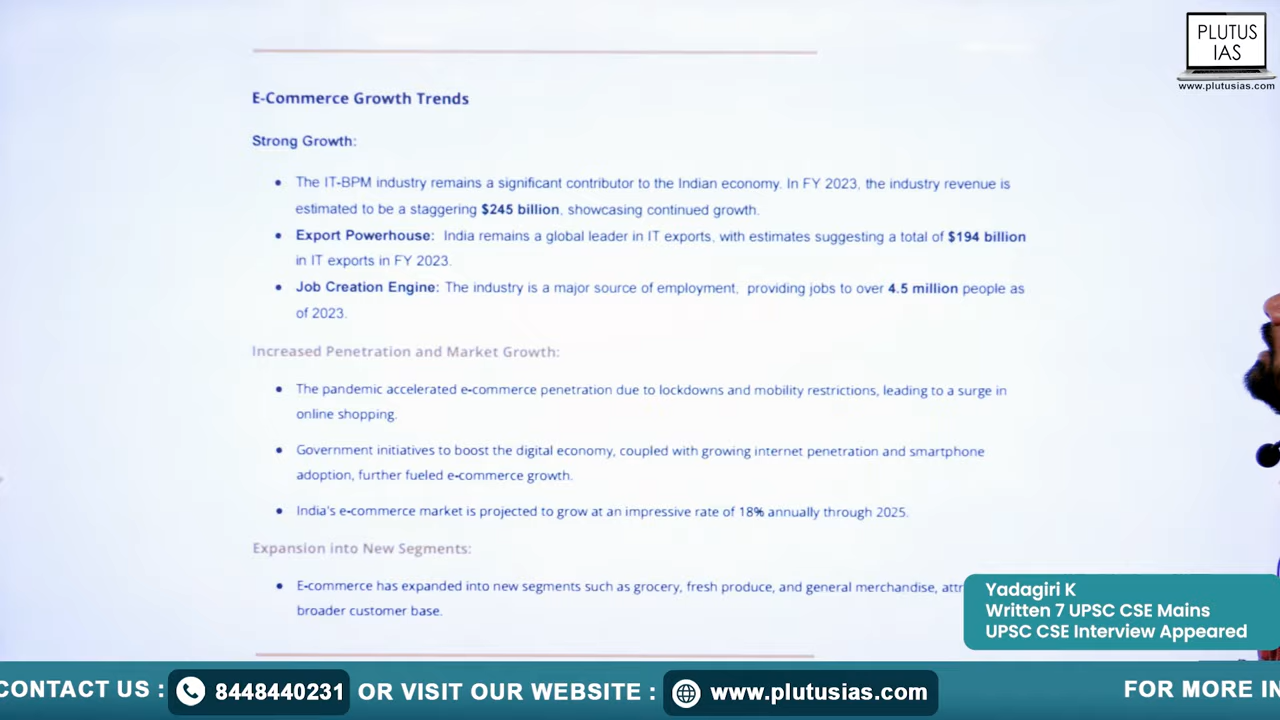 PLUTUS
IAS
www.plutusias.com
E-Commerce Growth Trends
Strong Growth:
• The IT-BPM industry remains a significant contributor to the Indian economy. In FY 2023, the industry revenue is
estimated to be a staggering $245 billion, showcasing continued growth.
• Export Powerhouse: India remains a global leader in IT exports, with estimates suggesting a total of $194 billion
in IT exports in FY 2023.
• Job Creation Engine: The industry is a major source of employment, providing jobs to over 4.5 million people as
of 2023.
Increased Penetration and Market Growth:
• The pandemic accelerated e-commerce penetration due to lockdowns and mobility restrictions, leading to a surge in
online shopping.
• Government initiatives to boost the digital economy, coupled with growing internet penetration and smartphone
adoption, further fueled e-commerce growth.
• India's e-commerce market is projected to grow at an impressive rate of 18% annually through 2025.
Expansion into New Segments:
• E-commerce has expanded into new segments such as grocery, fresh produce, and general merchandise,
broader customer base.
Yadagiri K
Written 7 UPSC CSE Mains
UPSC CSE Interview Appeared
CONTACT US : 8448440231 OR VISIT OUR WEBSITE : www.plutusias.com FOR MORE IN